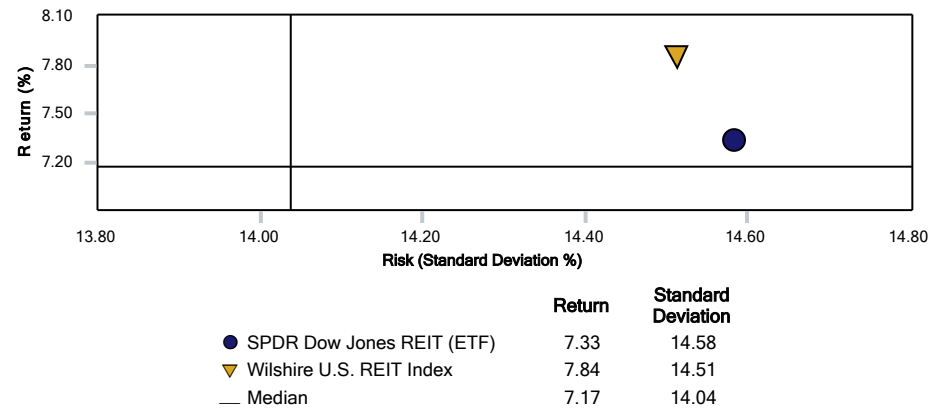 8.10
7.80
7.50
7.20
Return (%)
13.80 14.00 14.20 14.40 14.60 14.80
Risk (Standard Deviation %)
Return Standard Deviation
SPDR Dow Jones REIT (ETF) 7.33 14.58
Wilshire U.S. REIT Index 7.84 14.51
Median 7.17 14.04